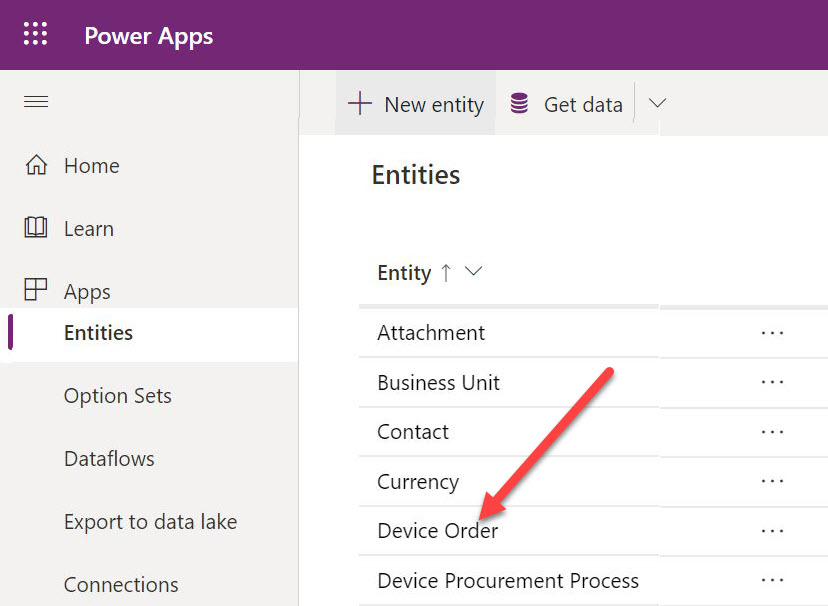 Power Apps
New entity
Get data
Home
Learn
Apps
Entities
Option Sets
Dataflows
Export to data lake
Connections
Entities
Entity
Attachment
Business Unit
Contact
Currency
Device Order
Device Procurement Process